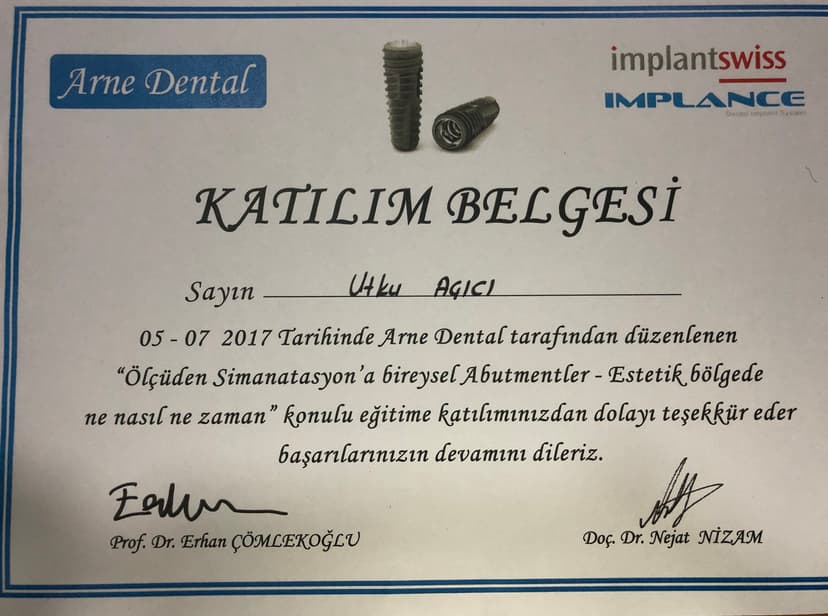 Arne Dental
implantswiss
IMPLANCE
KATILIM BELGESİ
Sayın Utku AGICI
05 - 07 2017 Tarihinde Arne Dental tarafından düzenlenen
“Ölçüden Simanatasyon’a bireysel Abutmentler - Estetik bölgede
ne nasıl ne zaman” konulu eğitime katılımınızdan dolayı teşekkür eder
başarılarınızın devamını dileriz.
Prof. Dr. Erhan ÇÖMLEKOĞLU
Doç. Dr. Nejat NİZAM